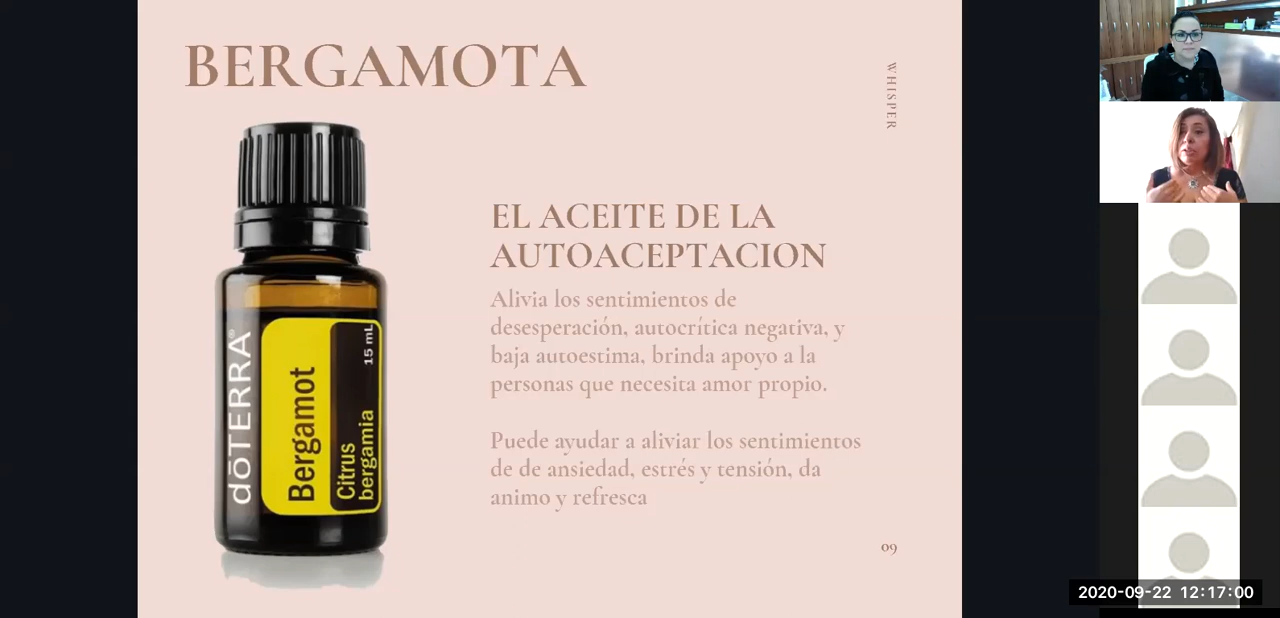 BERGAMOTA
WHISPER
EL ACEITE DE LA
AUTOACEPTACION
Alivia los sentimientos de
desesperación, autocrítica negativa, y
baja autoestima, brinda apoyo a la
personas que necesita amor propio.
Puede ayudar a aliviar los sentimientos
de de ansiedad, estrés y tensión, da
animo y refresca
09
dōTERRA®
Bergamot
Citrus
bergamia
15 mL
2020-09-22 12:17:00